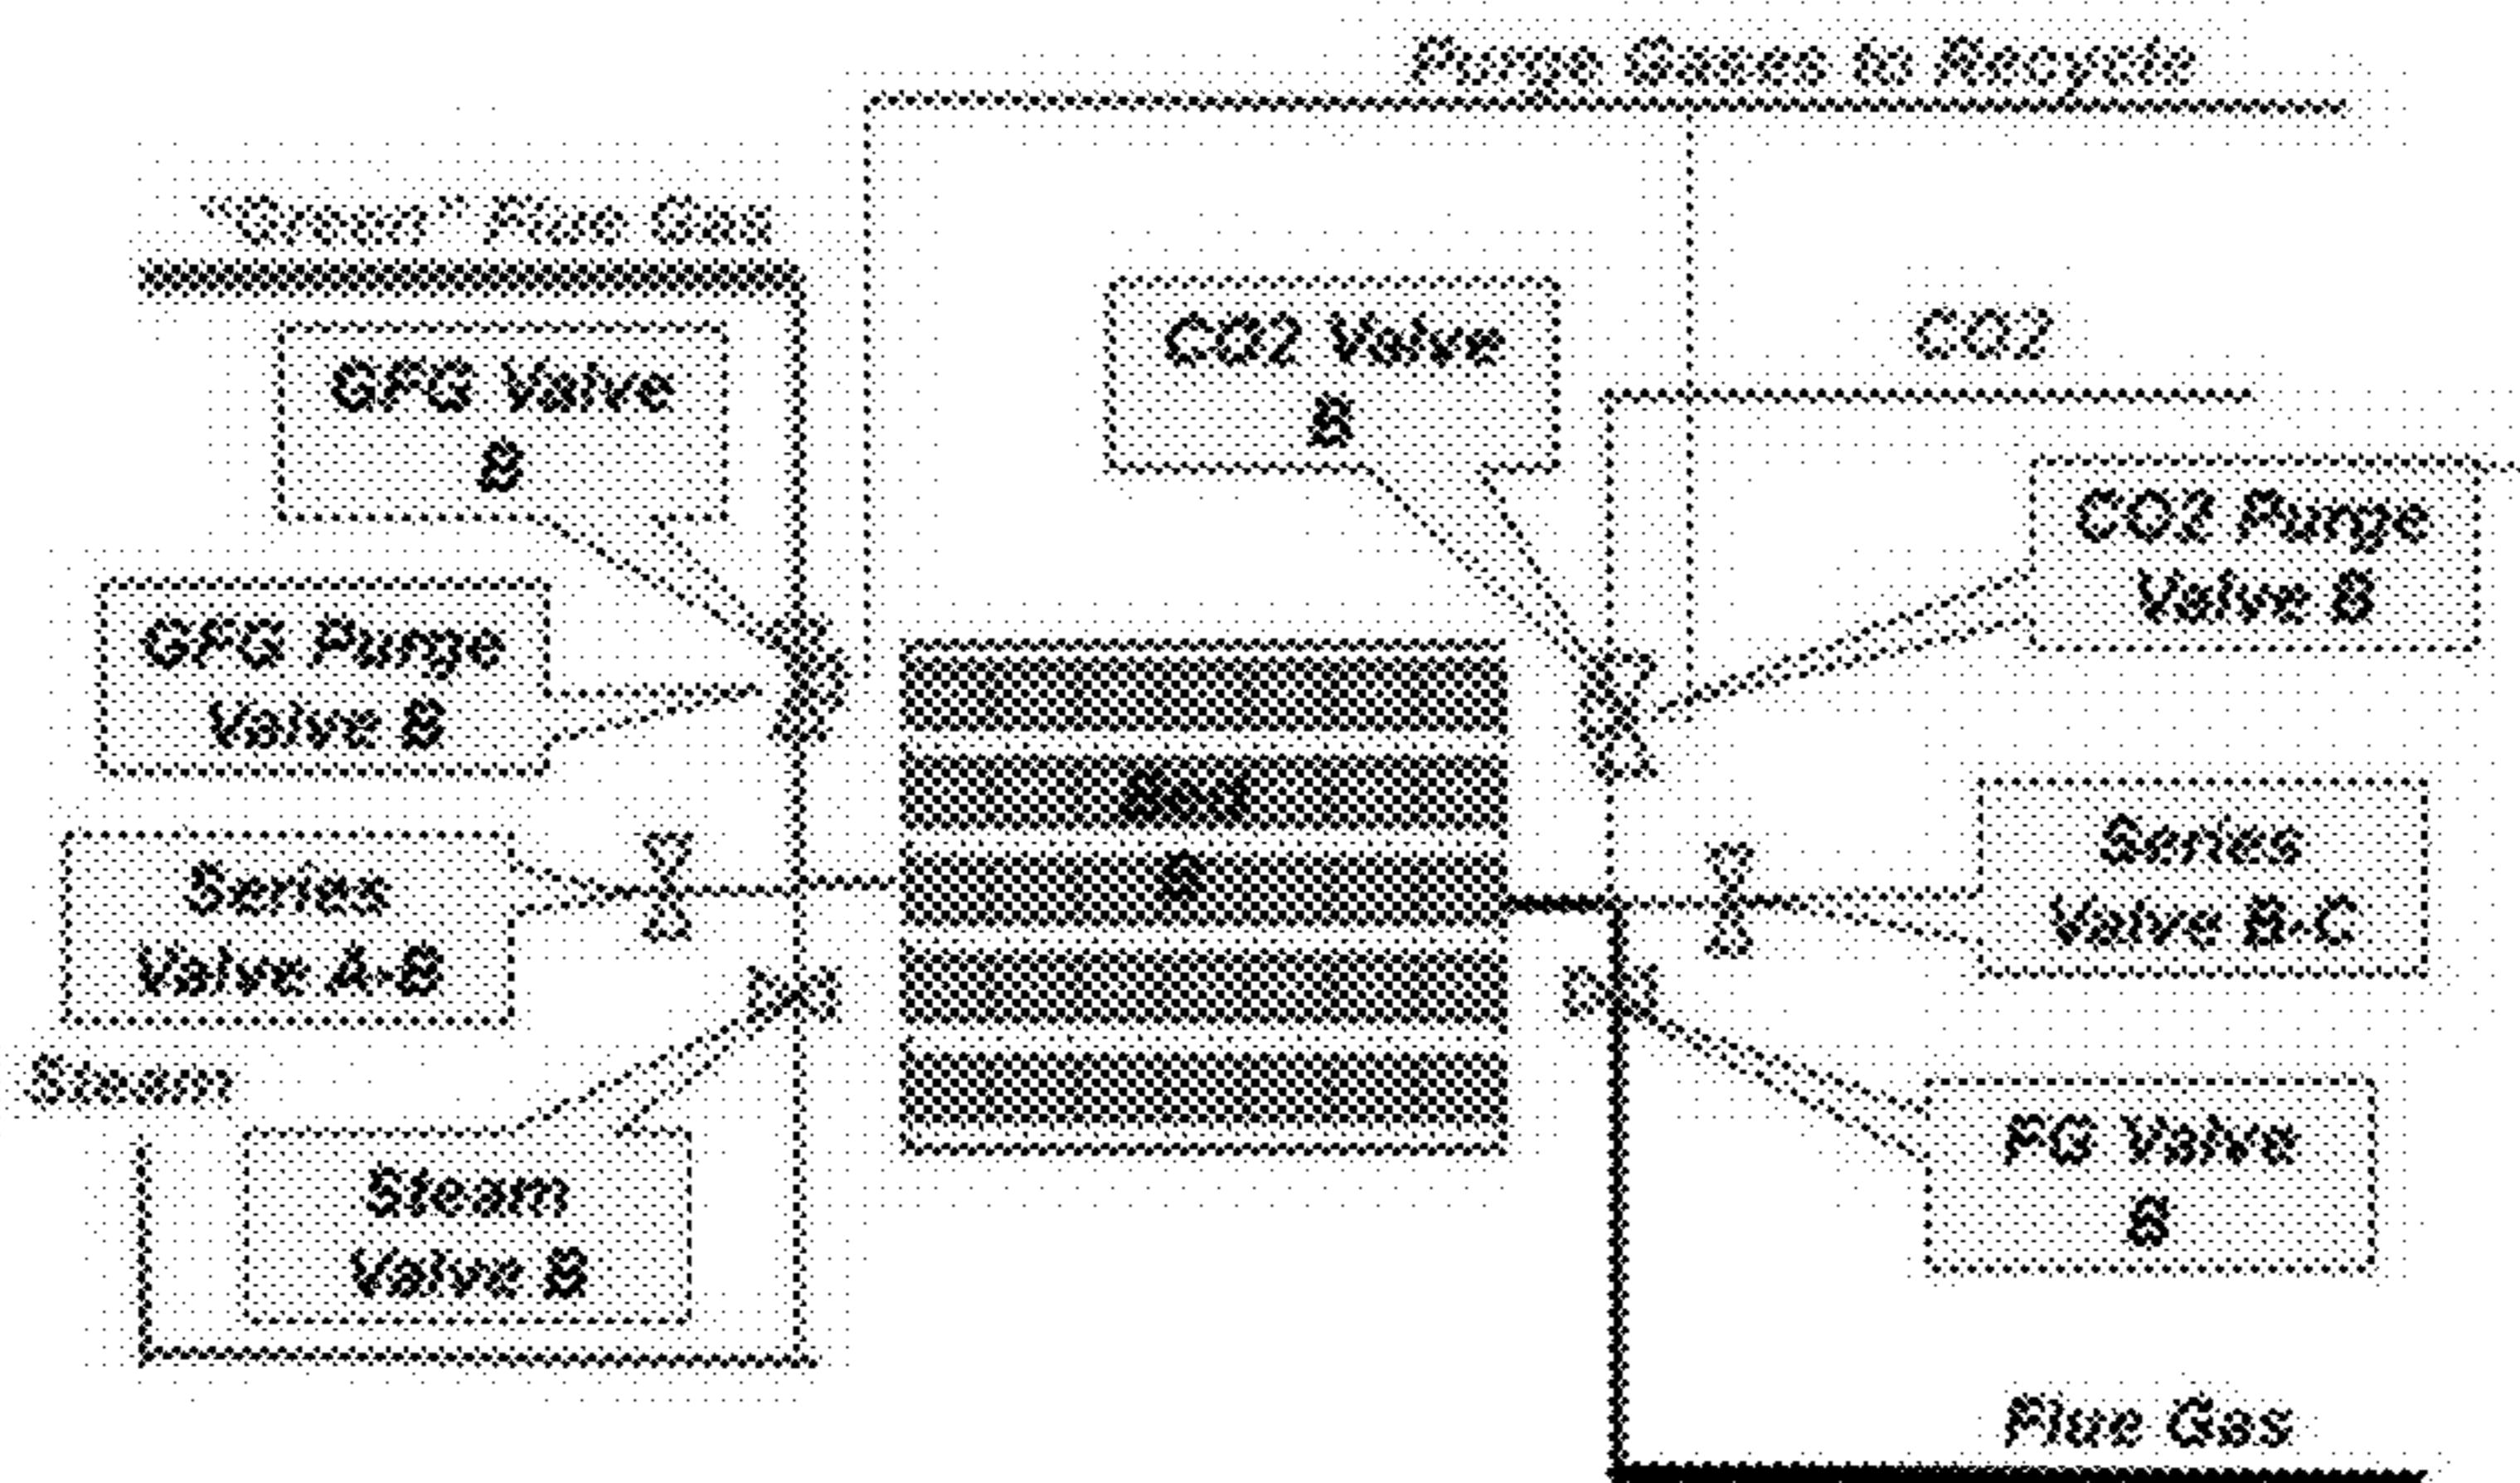 Purge Gases to Recycle
"Green" Flue Gas
GFG Valve
B
CO2 Valve
B
CO2
CO2 Purge
Valve B
GFG Purge
Valve B
Bed
B
Series
Valve A-B
Series
Valve B-C
Steam
Steam
Valve B
FG Valve
B
Flue Gas